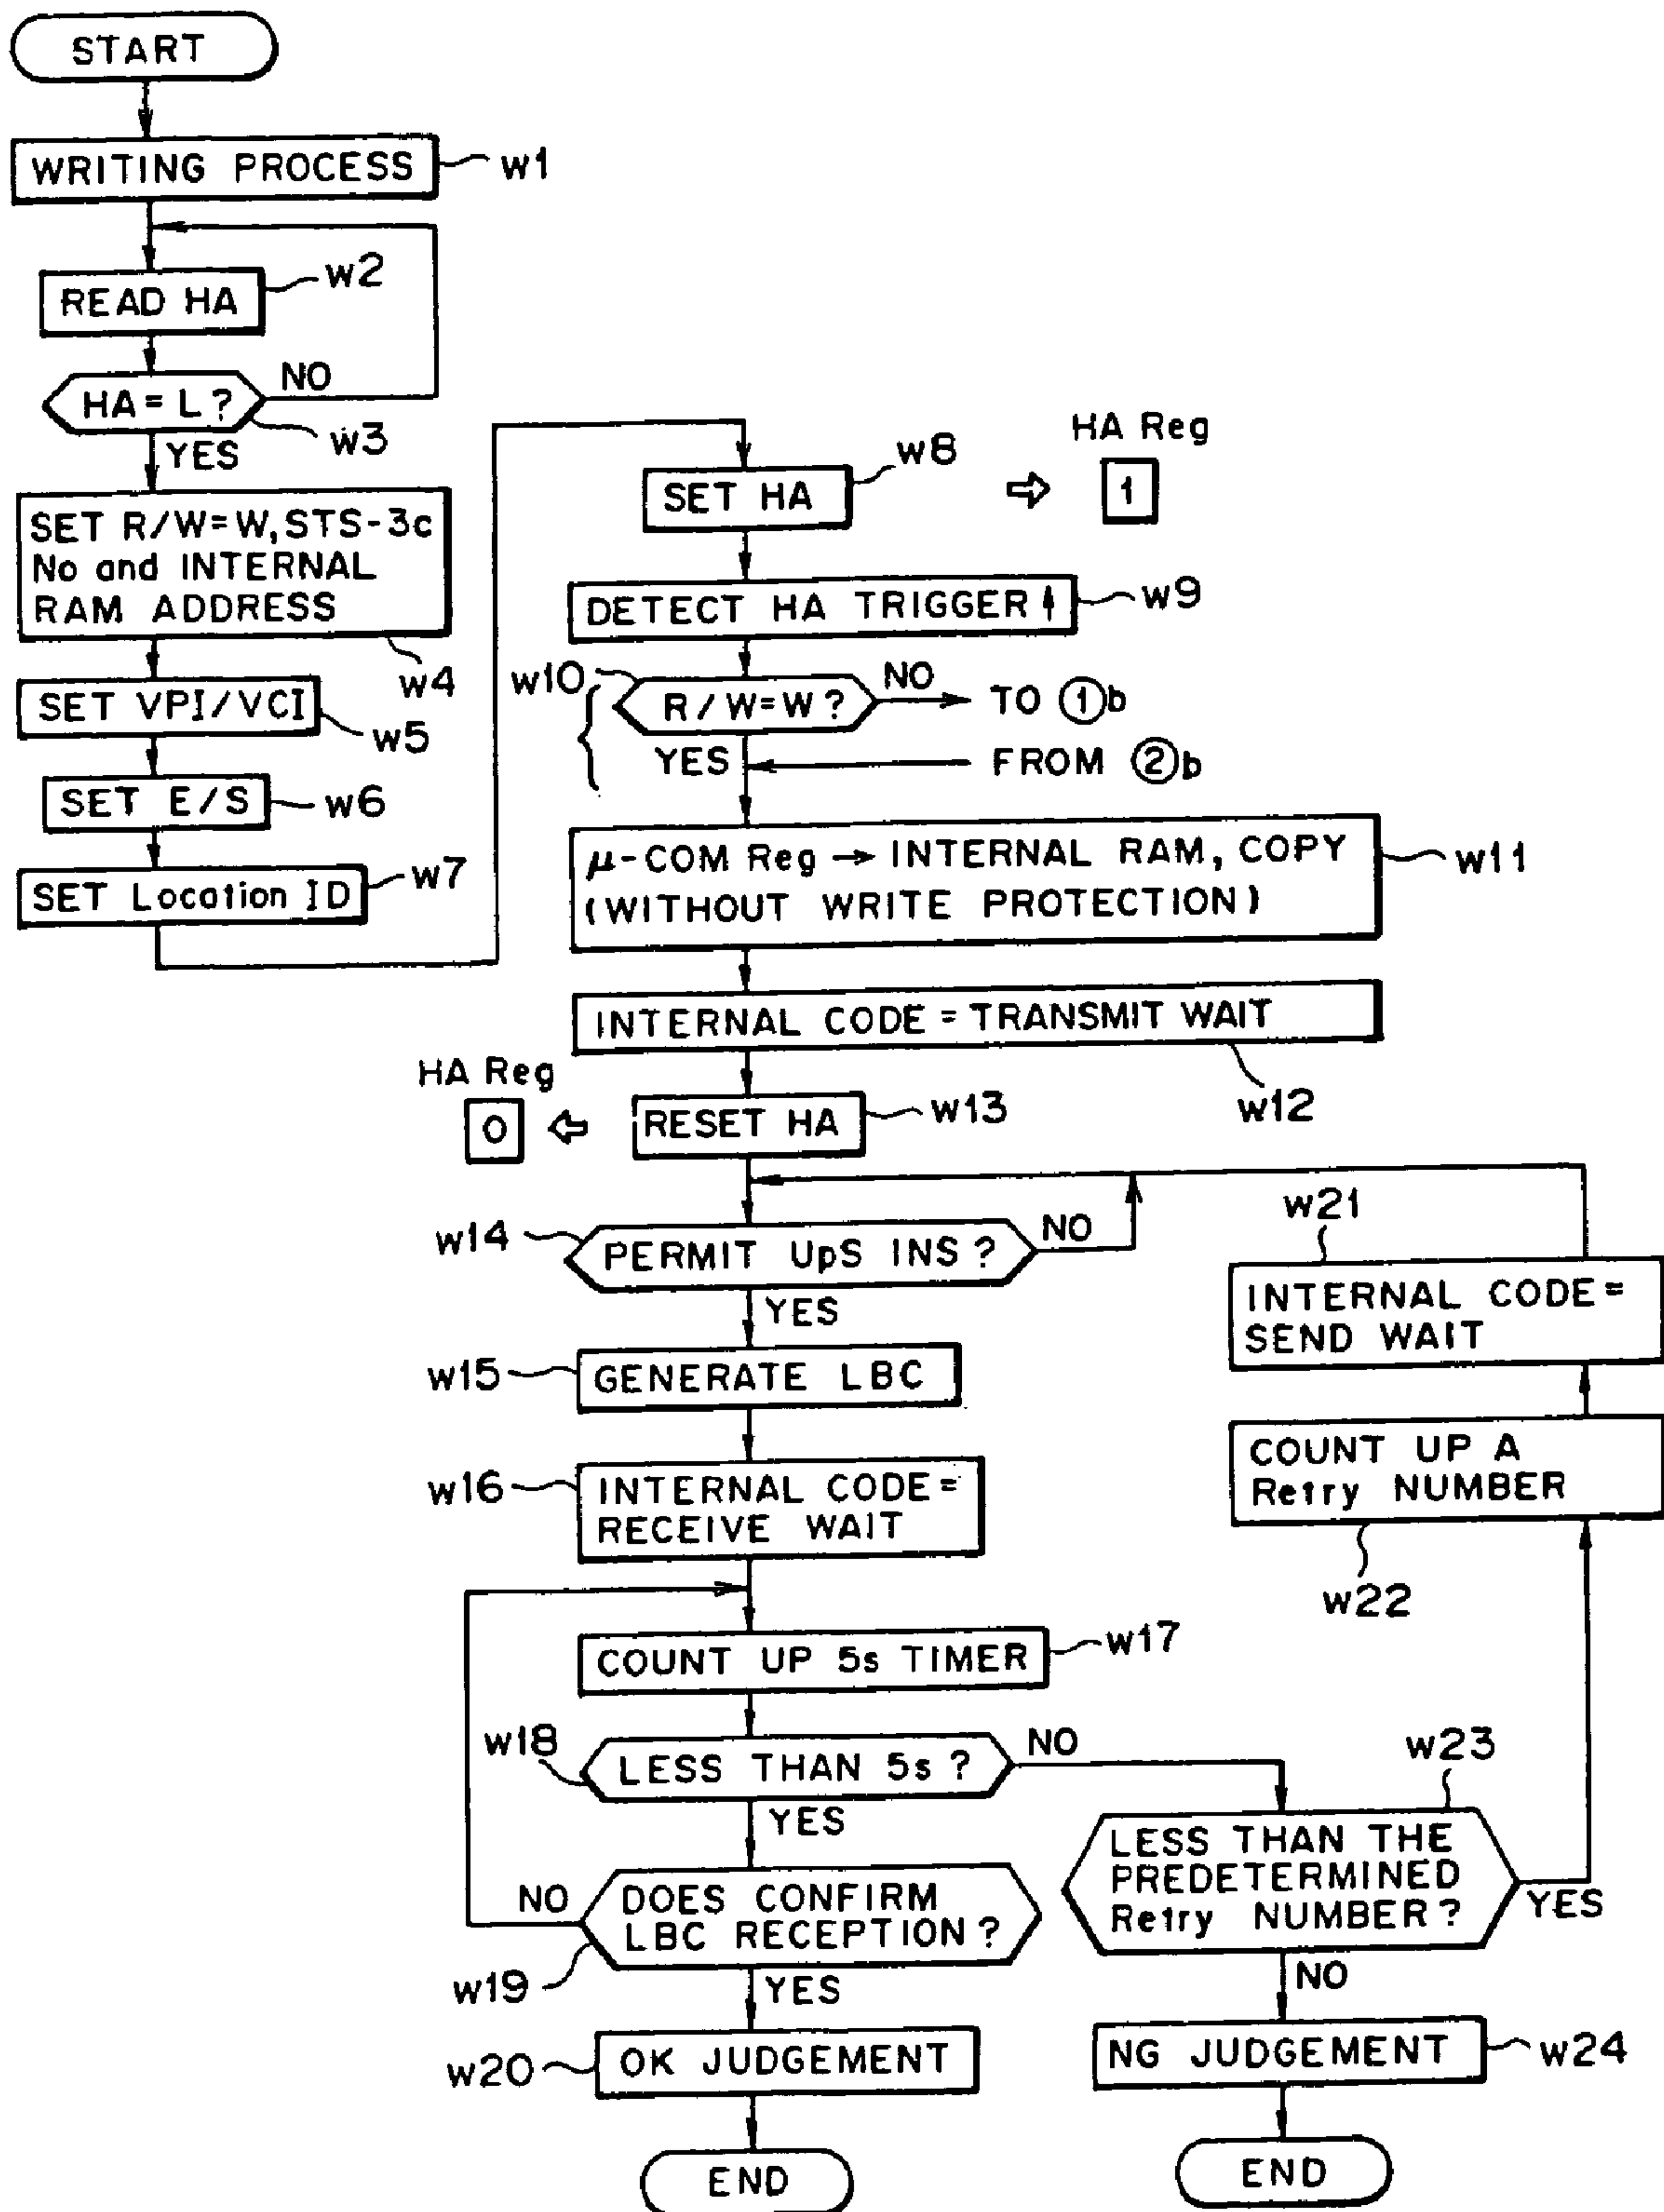 START
WRITING PROCESS
w1
READ HA
w2
HA = L ?
NO
w3
YES
SET R/W=W, STS-3c
No and INTERNAL
RAM ADDRESS
w4
SET VPI/VCI
w5
SET E/S
w6
SET Location ID
w7
SET HA
w8
⇨
HA Reg
1
DETECT HA TRIGGER ↑
w9
w10
R/W=W ?
NO
TO ①b
YES
FROM ②b
μ-COM Reg → INTERNAL RAM, COPY
(WITHOUT WRITE PROTECTION)
w11
INTERNAL CODE = TRANSMIT WAIT
w12
HA Reg
0
⇦
RESET HA
w13
w14
PERMIT UpS INS ?
NO
YES
w15
GENERATE LBC
w16
INTERNAL CODE =
RECEIVE WAIT
COUNT UP 5s TIMER
w17
w18
LESS THAN 5s ?
NO
YES
NO
DOES CONFIRM
LBC RECEPTION ?
w19
YES
w20
OK JUDGEMENT
END
w21
INTERNAL CODE =
SEND WAIT
COUNT UP A
Retry NUMBER
w22
w23
LESS THAN THE
PREDETERMINED
Retry NUMBER ?
YES
NO
NG JUDGEMENT
w24
END